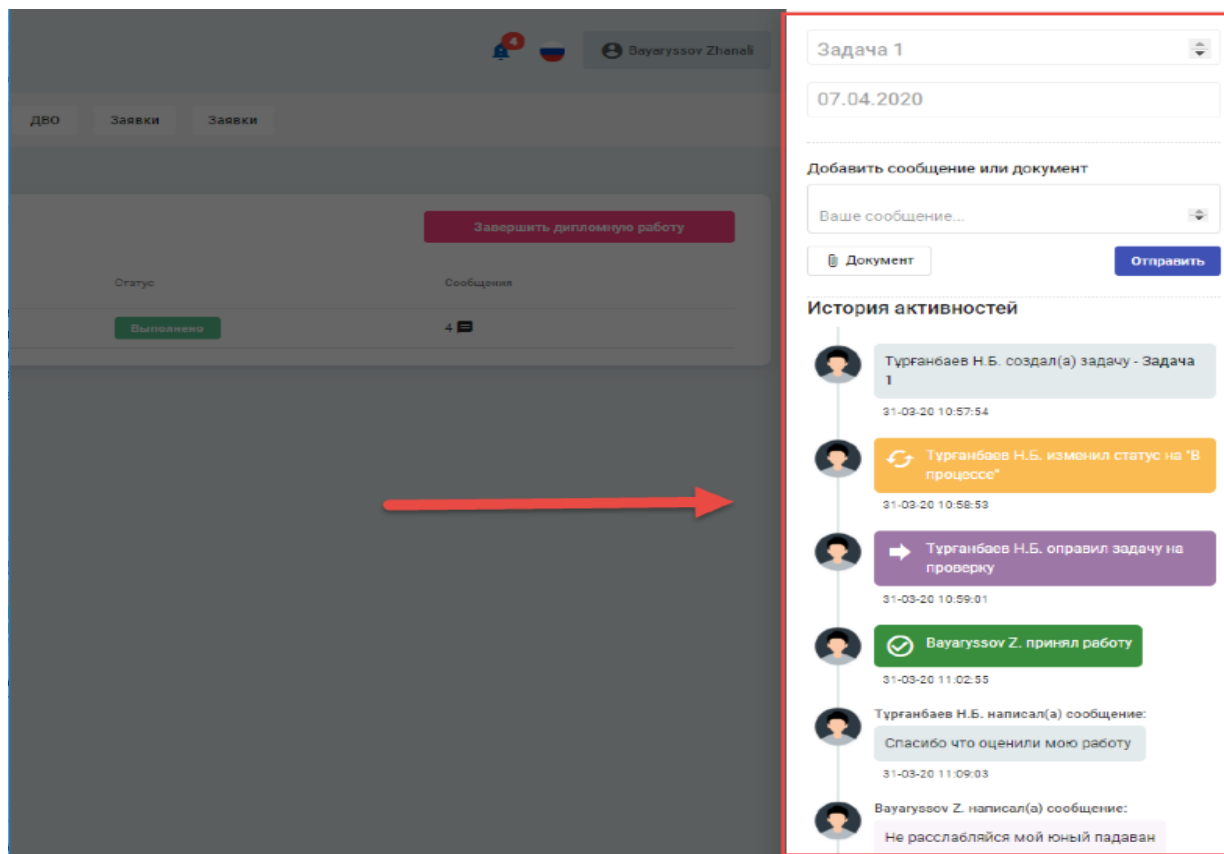 4
Bayaryssov Zhanali
ДВО
Заявки
Заявки
Завершить дипломную работу
Статус
Сообщения
Выполнено
4
Задача 1
07.04.2020
Добавить сообщение или документ
Ваше сообщение...
Документ
Отправить
История активностей
Тұрғанбаев Н.Б. создал(а) задачу - Задача
1
31-03-20 10:57:54
Тұрғанбаев Н.Б. изменил статус на "В
процессе"
31-03-20 10:58:53
Тұрғанбаев Н.Б. оправил задачу на
проверку
31-03-20 10:59:01
Bayaryssov Z. принял работу
31-03-20 11:02:55
Тұрғанбаев Н.Б. написал(а) сообщение:
Спасибо что оценили мою работу
31-03-20 11:09:03
Bayaryssov Z. написал(а) сообщение:
Не расслабляйся мой юный падаван